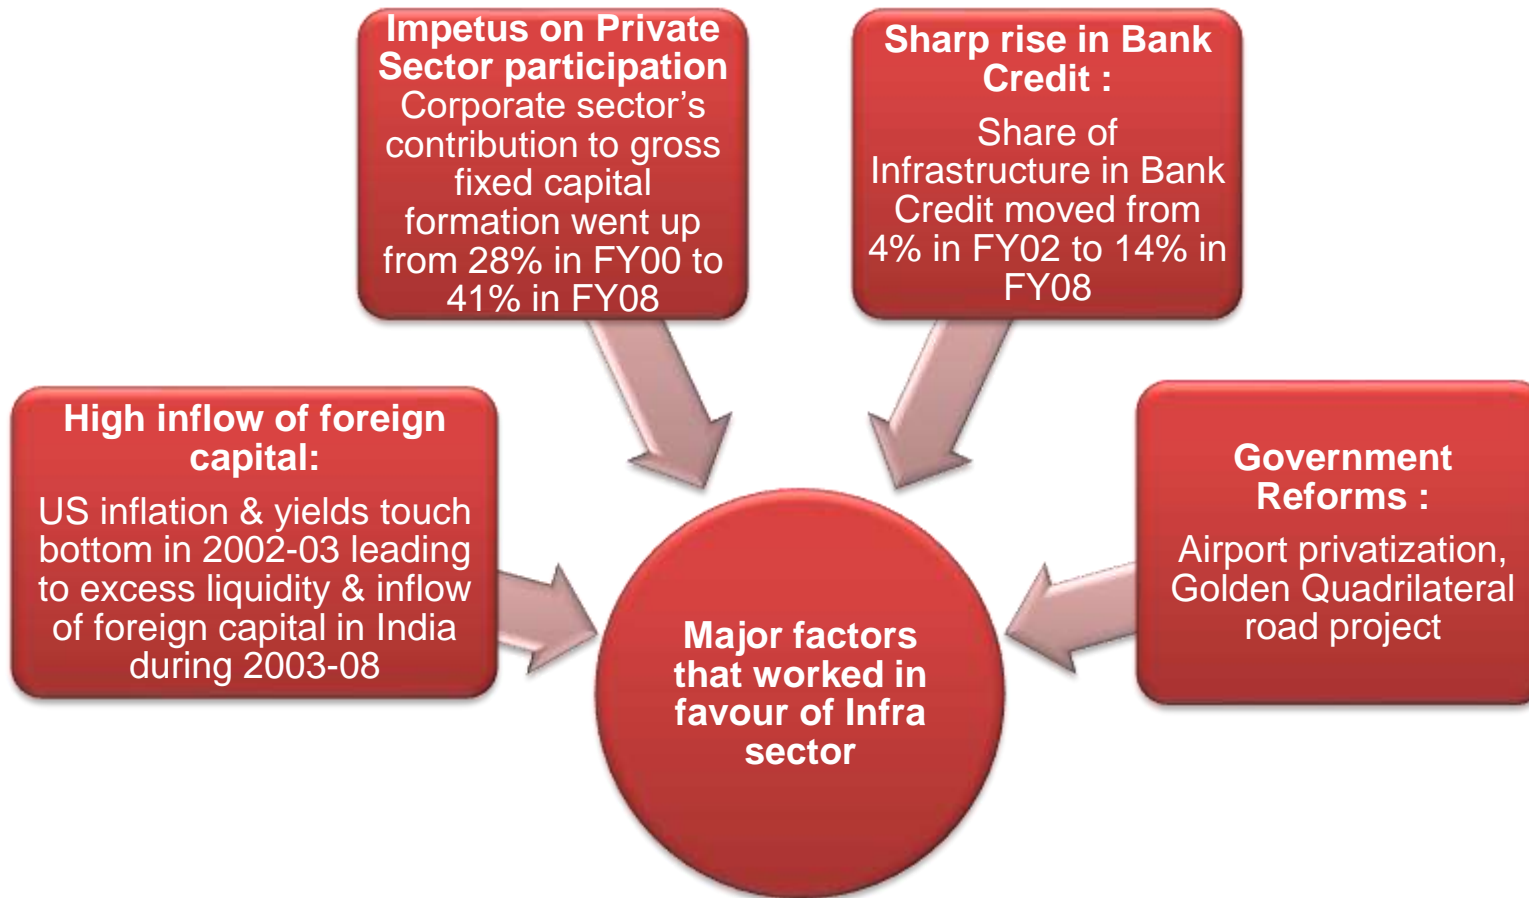 Impetus on Private
Sector participation
Corporate sector's
contribution to gross
fixed capital
formation went up
from 28% in FY00 to
41% in FY08
Sharp rise in Bank
Credit :
Share of
Infrastructure in Bank
Credit moved from
4% in FY02 to 14% in
FY08
High inflow of foreign
capital:
US inflation & yields touch
bottom in 2002-03 leading
to excess liquidity & inflow
of foreign capital in India
during 2003-08
Government
Reforms :
Airport privatization,
Golden Quadrilateral
road project
Major factors
that worked in
favour of Infra
sector